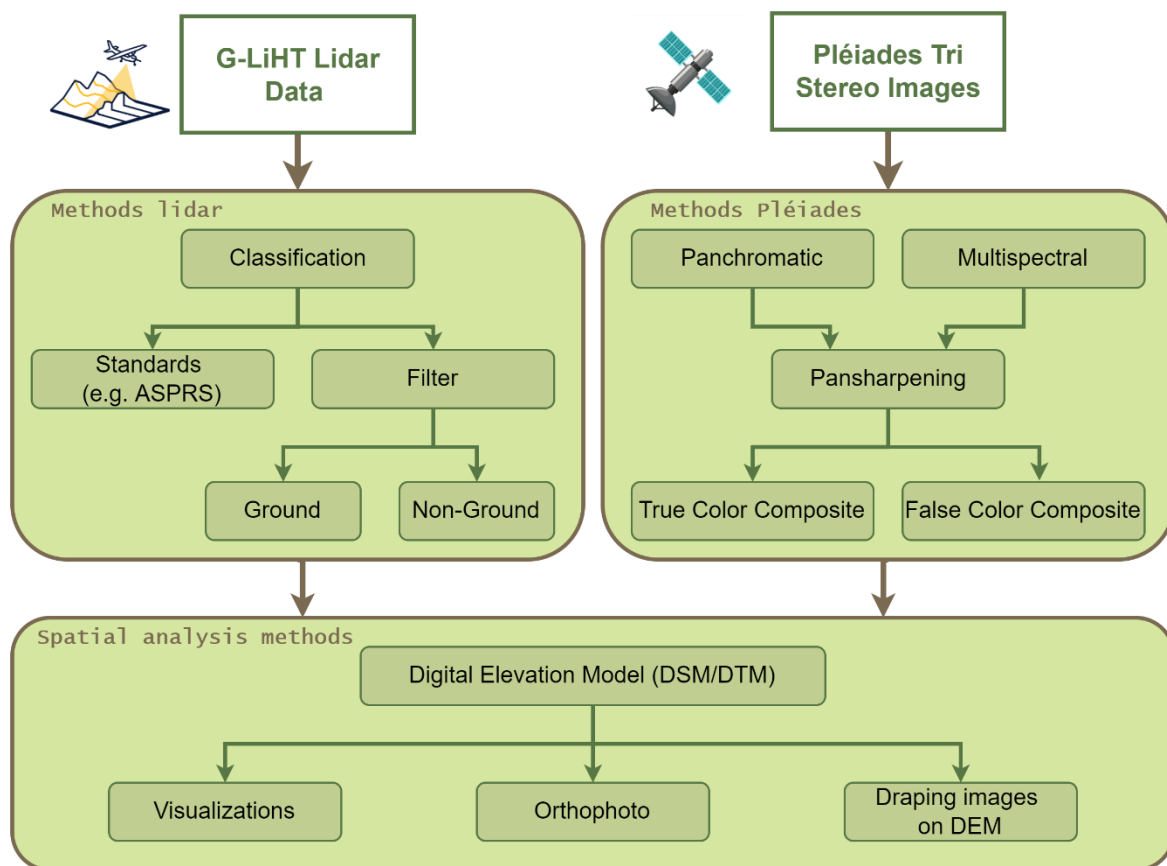 G-LiHT Lidar
Data
Pléiades Tri
Stereo Images
Methods lidar
Classification
Standards
(e.g. ASPRS)
Filter
Ground
Non-Ground
Methods Pléiades
Panchromatic
Multispectral
Pansharpening
True Color Composite
False Color Composite
Spatial analysis methods
Digital Elevation Model (DSM/DTM)
Visualizations
Orthophoto
Draping images
on DEM